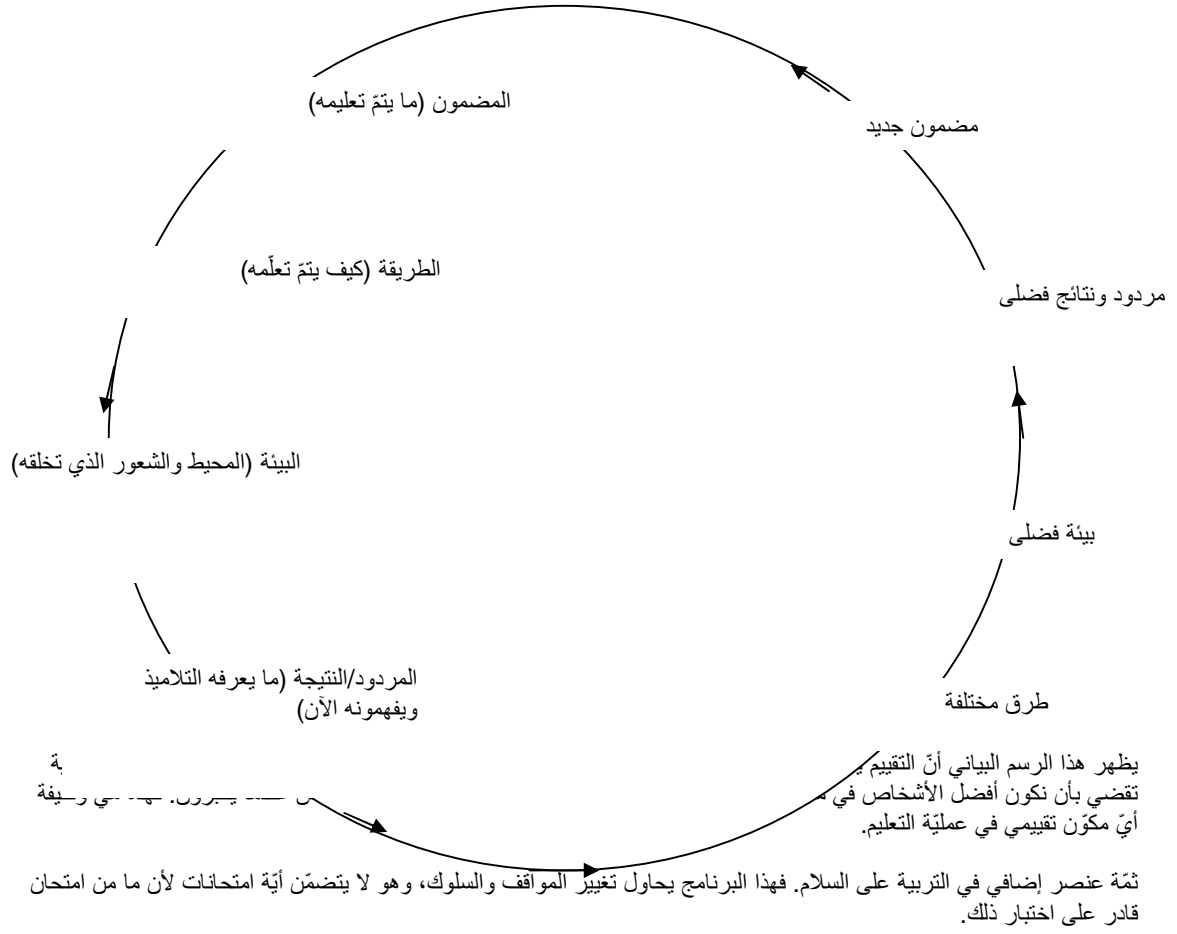 المضمون (ما يتمّ تعليمه)
مضمون جديد
الطريقة (كيف يتمّ تعلّمه)
مردود ونتائج فضلى
البيئة (المحيط والشعور الذي تخلقه)
بيئة فضلى
المردود/النتيجة (ما يعرفه التلاميذ
ويفهمونه الآن)
طرق مختلفة
يظهر هذا الرسم البياني أنّ التقييم
تقضي بأن نكون أفضل الأشخاص في
أيّ مكوّن تقييمي في عمليّة التعليم.
ثمّة عنصر إضافي في التربية على السلام. فهذا البرنامج يحاول تغيير المواقف والسلوك، وهو لا يتضمّن أيّة امتحانات لأن ما من امتحان
قادر على اختبار ذلك.